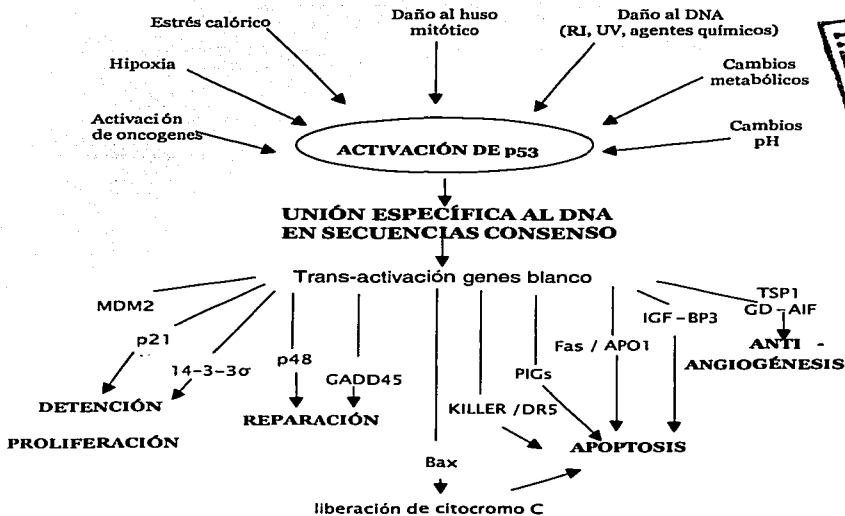 Estrés calórico
Daño al huso
mitótico
Daño al DNA
(RI, UV, agentes químicos)
Hipoxia
Cambios
metabólicos
Activación
de oncogenes
Cambios
pH
ACTIVACIÓN DE p53
UNIÓN ESPECÍFICA AL DNA
EN SECUENCIAS CONSENSO
Trans-activación genes blanco
MDM2
p21
14-3-3σ
p48
GADD45
Bax
KILLER /DR5
PIGs
Fas / APO1
IGF-BP3
TSP1
GD-AIF
ANTI -
ANGIOGÉNESIS
DETENCIÓN
PROLIFERACIÓN
REPARACIÓN
APOPTOSIS
liberación de citocromo C